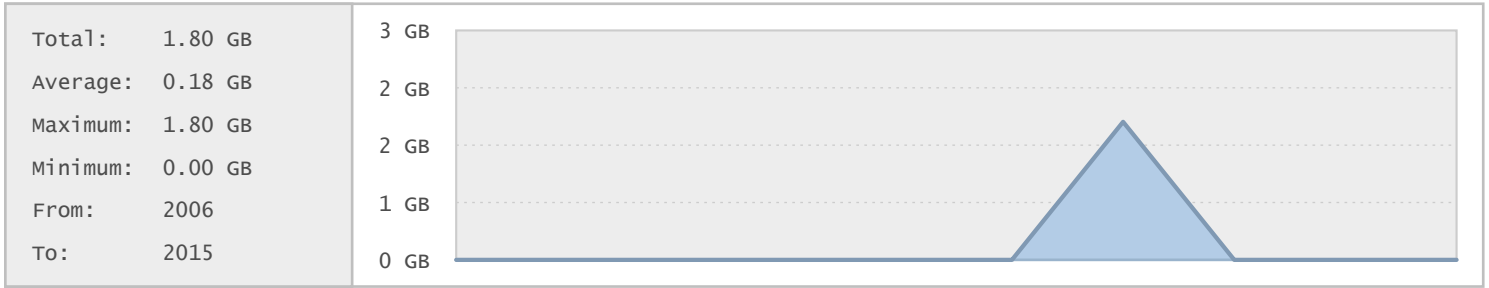 Total: 1.80 GB
Average: 0.18 GB
Maximum: 1.80 GB
Minimum: 0.00 GB
From: 2006
To: 2015
3 GB
2 GB
2 GB
1 GB
0 GB